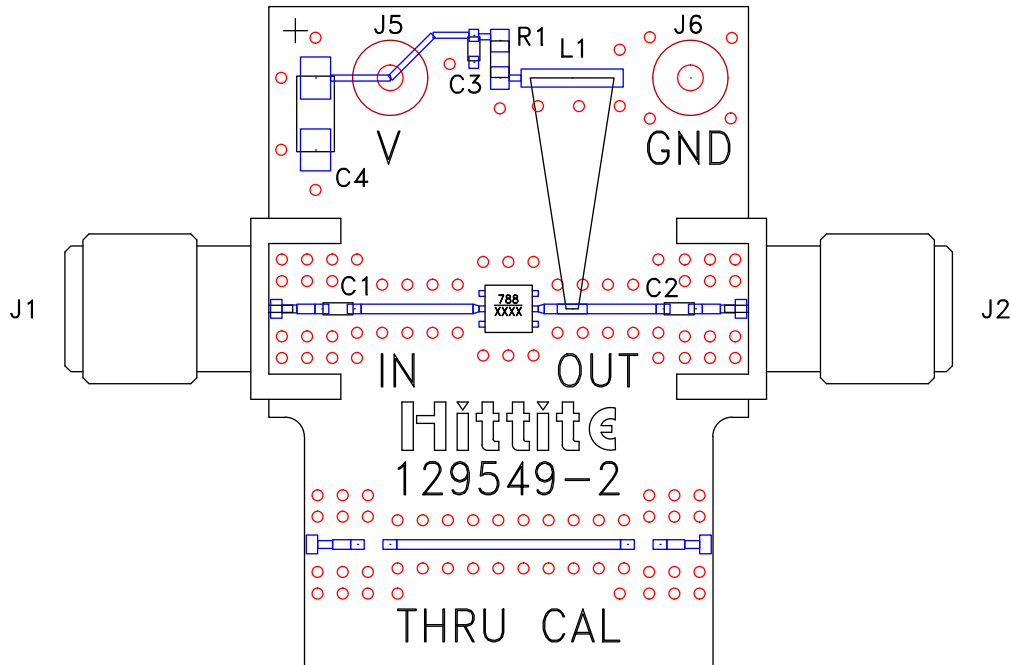 +
J5
R1
L1
J6
C3
V
GND
C4
J1
C1
788
XXXX
C2
J2
IN
OUT
Hittite
129549-2
THRU CAL